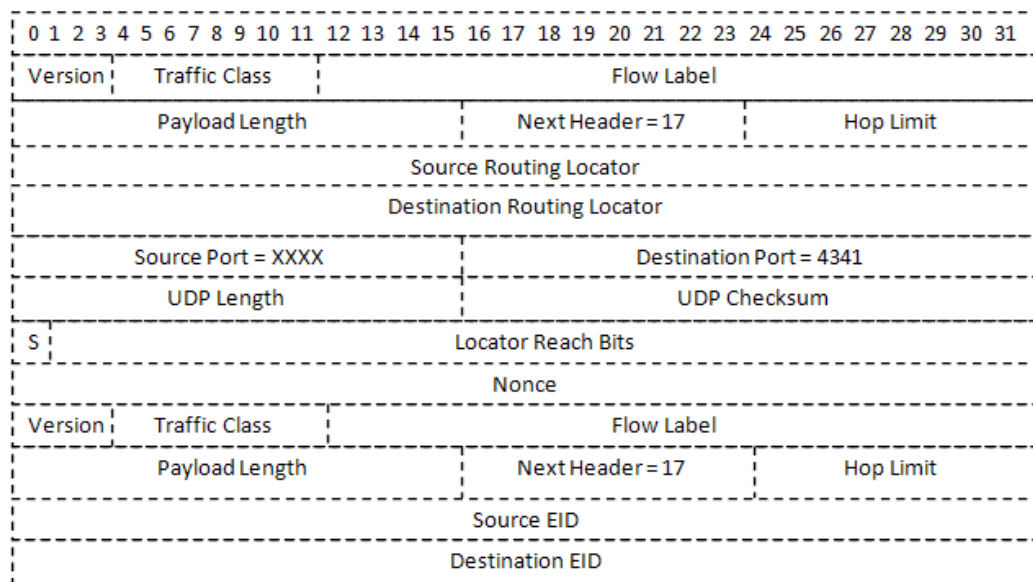 0 1 2 3 4 5 6 7 8 9 10 11 12 13 14 15 16 17 18 19 20 21 22 23 24 25 26 27 28 29 30 31
Version Traffic Class Flow Label
Payload Length Next Header = 17 Hop Limit
Source Routing Locator
Destination Routing Locator
Source Port = XXXX Destination Port = 4341
UDP Length UDP Checksum
S Locator Reach Bits
Nonce
Version Traffic Class Flow Label
Payload Length Next Header = 17 Hop Limit
Source EID
Destination EID